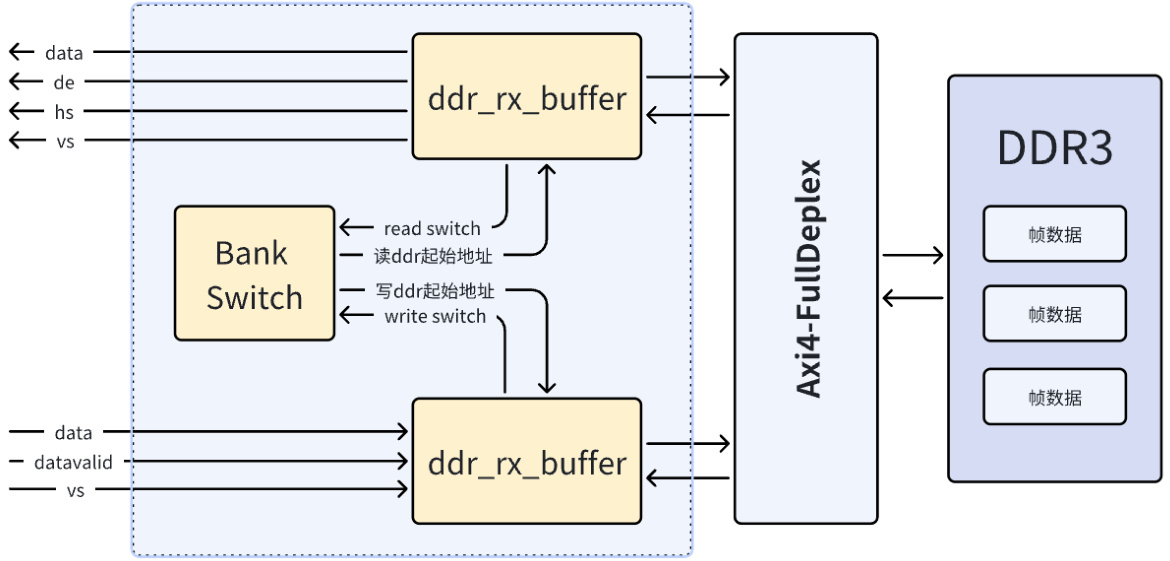 data
de
hs
vs
ddr_rx_buffer
Bank
Switch
read switch
读ddr起始地址
写ddr起始地址
write switch
data
datavalid
vs
ddr_rx_buffer
Axi4-FullDeplex
DDR3
帧数据
帧数据
帧数据